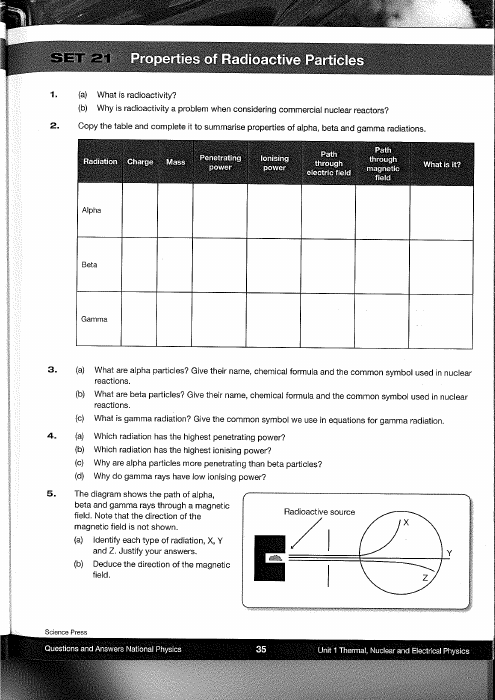 SET 21 Properties of Radioactive Particles
1. (a) What is radioactivity?
(b) Why is radioactivity a problem when considering commercial nuclear reactors?
2. Copy the table and complete it to summarise properties of alpha, beta and gamma radiations.
Radiation Charge Mass Penetrating power Ionising power Path through electric field Path through magnetic field What is it?
Alpha
Beta
Gamma
3. (a) What are alpha particles? Give their name, chemical formula and the common symbol used in nuclear
reactions.
(b) What are beta particles? Give their name, chemical formula and the common symbol used in nuclear
reactions.
(c) What is gamma radiation? Give the common symbol we use in equations for gamma radiation.
4. (a) Which radiation has the highest penetrating power?
(b) Which radiation has the highest ionising power?
(c) Why are alpha particles more penetrating than beta particles?
(d) Why do gamma rays have low ionising power?
5. The diagram shows the path of alpha,
beta and gamma rays through a magnetic
field. Note that the direction of the
magnetic field is not shown.
(a) Identify each type of radiation, X, Y
and Z. Justify your answers.
(b) Deduce the direction of the magnetic
field.
Radioactive source
X
Y
Z
Science Press
Questions and Answers National Physics 35 Unit 1 Thermal, Nuclear and Electrical Physics